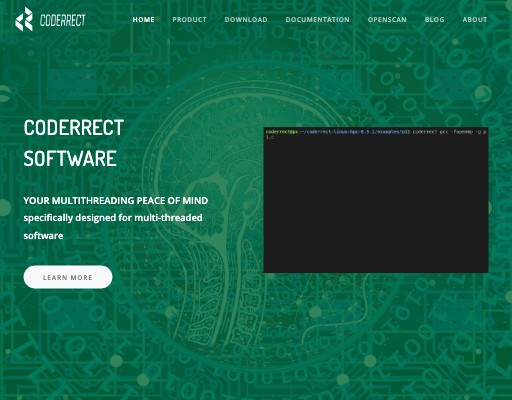 CODERRECT
HOME PRODUCT DOWNLOAD DOCUMENTATION OPENSCAN BLOG ABOUT
CODERRECT
SOFTWARE
YOUR MULTITHREADING PEACE OF MIND
specifically designed for multi-threaded
software
LEARN MORE
coderrect@pc:~/coderrect-linux-hpc-0.5.1/examples/pi$ coderrect gcc -fopenmp -g p
i.c